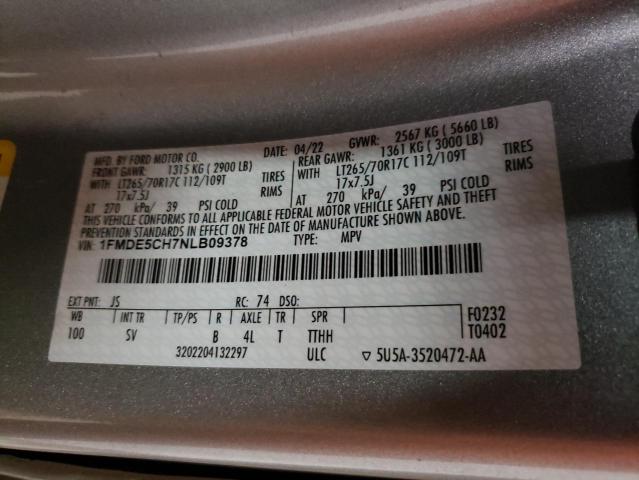 MFD. BY FORD MOTOR CO. DATE: 04/22 GVWR: 2567 KG (5660 LB)
FRONT GAWR: 1315 KG (2900 LB) REAR GAWR: 1361 KG (3000 LB)
WITH LT265/70R17C 112/109T TIRES WITH LT265/70R17C 112/109T TIRES
17x7.5J RIMS 17x7.5J RIMS
AT 270 kPa/ 39 PSI COLD AT 270 kPa/ 39 PSI COLD
THIS VEHICLE CONFORMS TO ALL APPLICABLE FEDERAL MOTOR VEHICLE SAFETY AND THEFT
PREVENTION STANDARDS IN EFFECT ON THE DATE OF MANUFACTURE SHOWN ABOVE.
VIN: 1FMDE5CH7NLB09378 TYPE: MPV
EXT PNT: JS RC: 74 DSO:
WB INT TR TP/PS R AXLE TR SPR F0232
100 SV B 4L T TTHH T0402
3202204132297 ULC ▽ 5U5A-3520472-AA